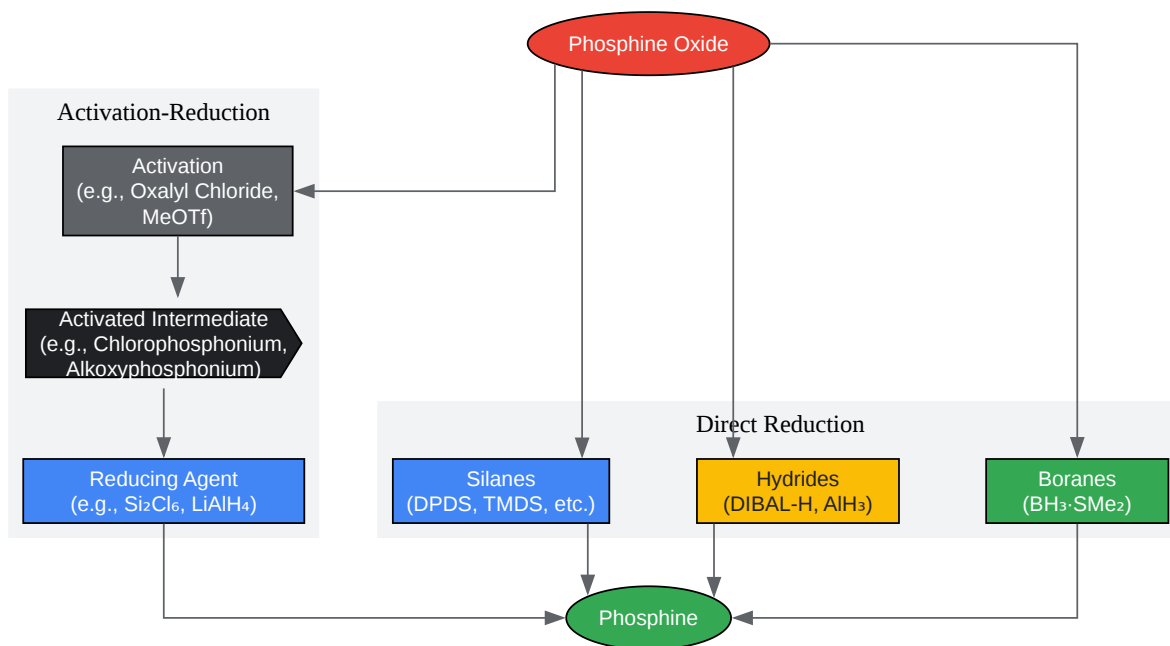 Phosphine Oxide
Activation-Reduction
Activation
(e.g., Oxalyl Chloride,
MeOTf)
Activated Intermediate
(e.g., Chlorophosphonium,
Alkoxyphosphonium)
Direct Reduction
Reducing Agent
(e.g., Si₂Cl₆, LiAlH₄)
Silanes
(DPDS, TMDS, etc.)
Hydrides
(DIBAL-H, AlH₃)
Boranes
(BH₃·SMe₂)
Phosphine